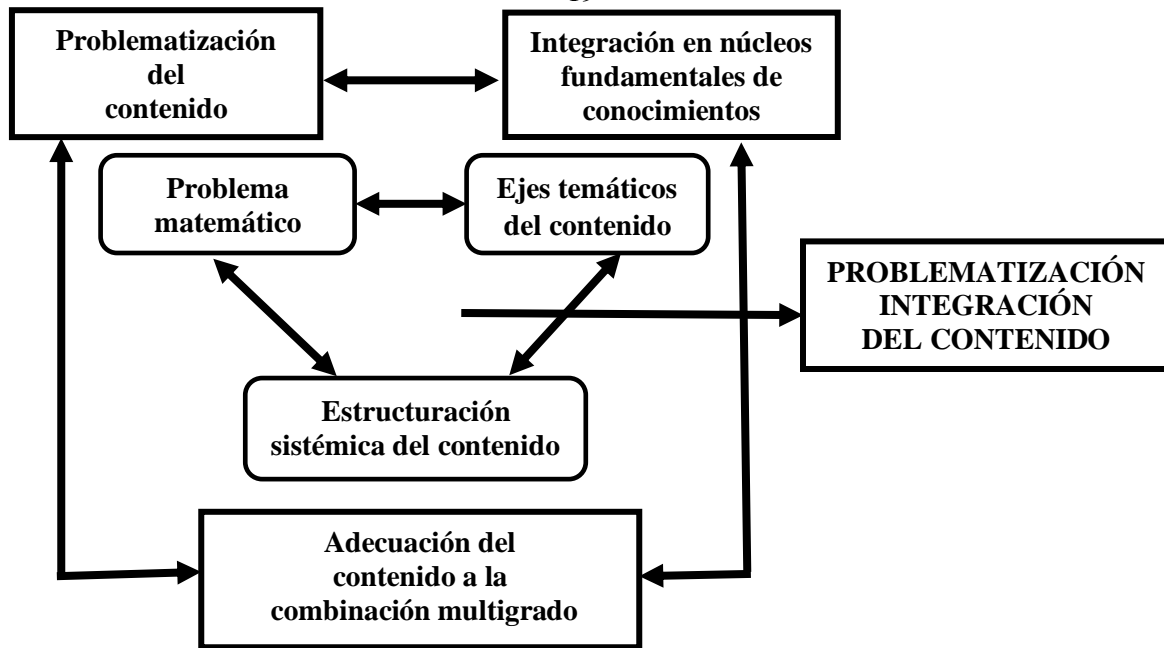 Problematización
del
contenido
Integración en núcleos
fundamentales de
conocimientos
Problema
matemático
Ejes temáticos
del contenido
PROBLEMATIZACIÓN
INTEGRACIÓN
DEL CONTENIDO
Estructuración
sistémica del contenido
Adecuación del
contenido a la
combinación multigrado